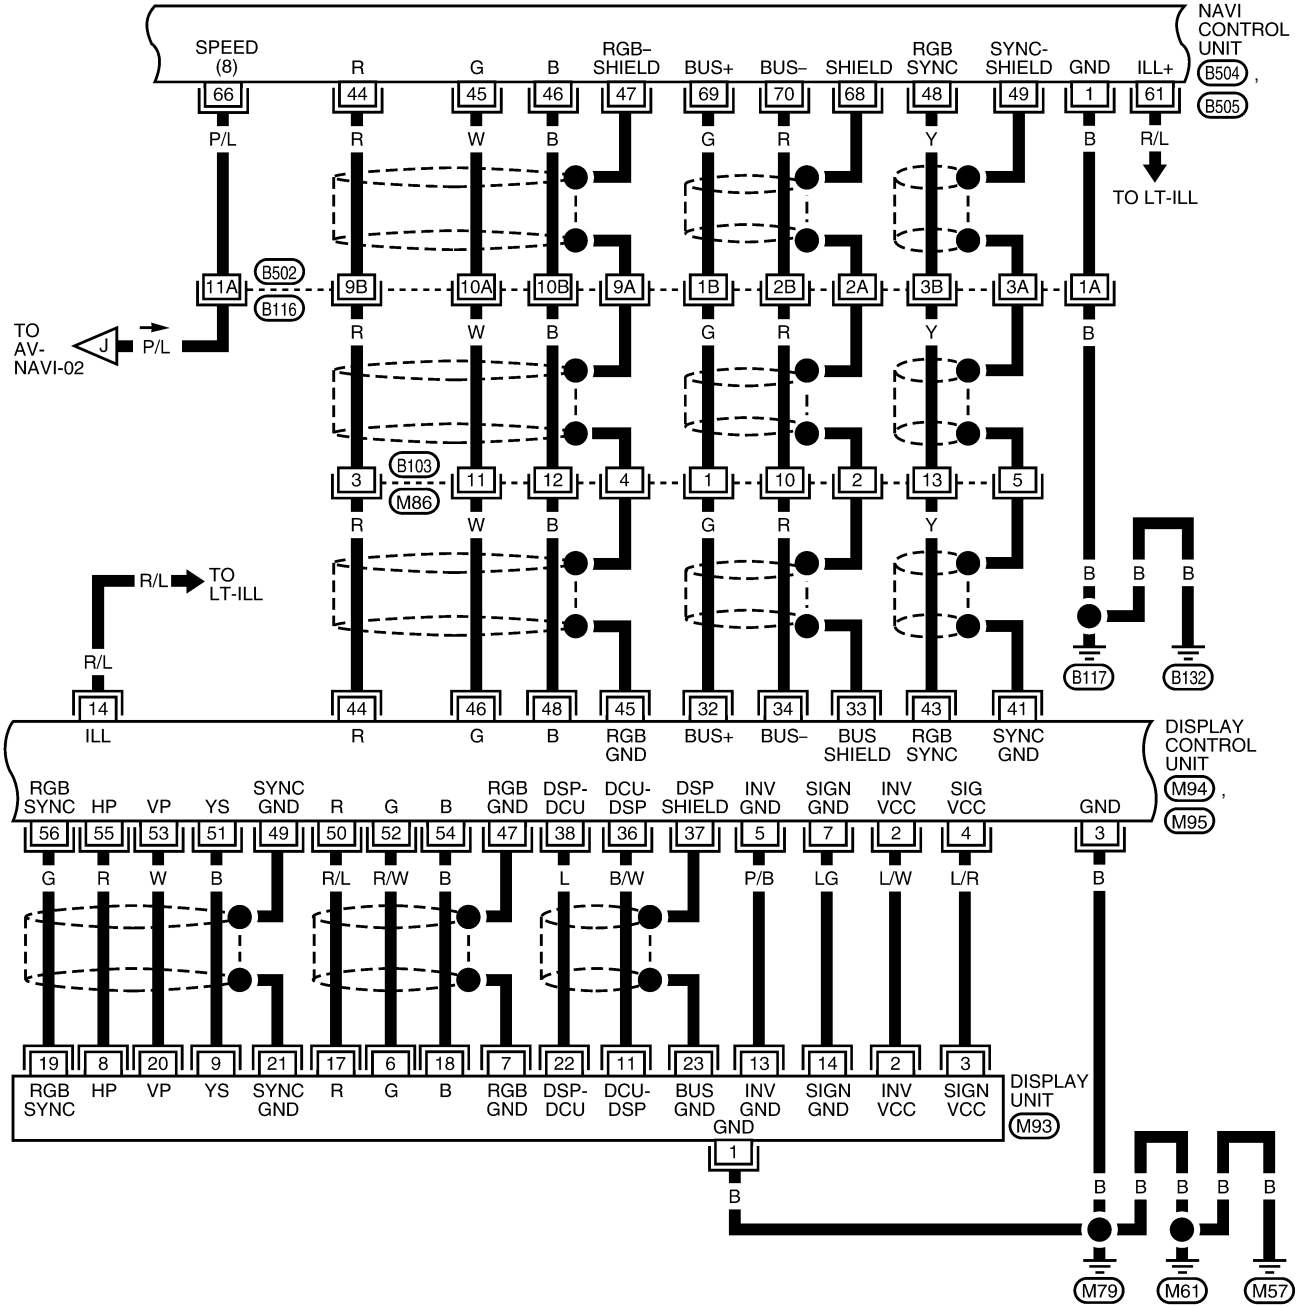 NAVI
CONTROL
UNIT
B504 ,
B505
SPEED
(8)
R
G
B
RGB–
SHIELD
BUS+
BUS–
SHIELD
RGB
SYNC
SYNC-
SHIELD
GND
ILL+
66 44 45 46 47 69 70 68 48 49 1 61
P/L R W B G R Y B R/L
TO LT-ILL
B502
11A 9B 10A 10B 9A 1B 2B 2A 3B 3A 1A
B116
TO
AV-
NAVI-02
J
P/L
R W B G R Y B
B103
3 11 12 4 1 10 2 13 5
M86
R W B G R Y
R/L
TO
LT-ILL
B B B
R/L
B117 B132
14 44 46 48 45 32 34 33 43 41
ILL
R
G
B
RGB
GND
BUS+
BUS–
BUS
SHIELD
RGB
SYNC
SYNC
GND
DISPLAY
CONTROL
UNIT
M94 ,
M95
RGB
SYNC
HP
VP
YS
SYNC
GND
R
G
B
RGB
GND
DSP-
DCU
DCU-
DSP
DSP
SHIELD
INV
GND
SIGN
GND
INV
VCC
SIG
VCC
GND
56 55 53 51 49 50 52 54 47 38 36 37 5 7 2 4 3
G R W B R/L R/W B L B/W P/B LG L/W L/R B
19 8 20 9 21 17 6 18 7 22 11 23 13 14 2 3
RGB
SYNC
HP
VP
YS
SYNC
GND
R
G
B
RGB
GND
DSP-
DCU
DCU-
DSP
BUS
GND
INV
GND
SIGN
GND
INV
VCC
SIGN
VCC
DISPLAY
UNIT
M93
GND
1
B
B B B B B
M79 M61 M57